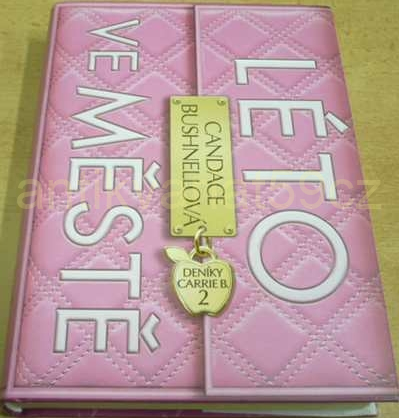 LÉTO
VE MĚSTĚ
CANDACE
BUSHNELLOVÁ
DENÍKY
CARRIE B.
2